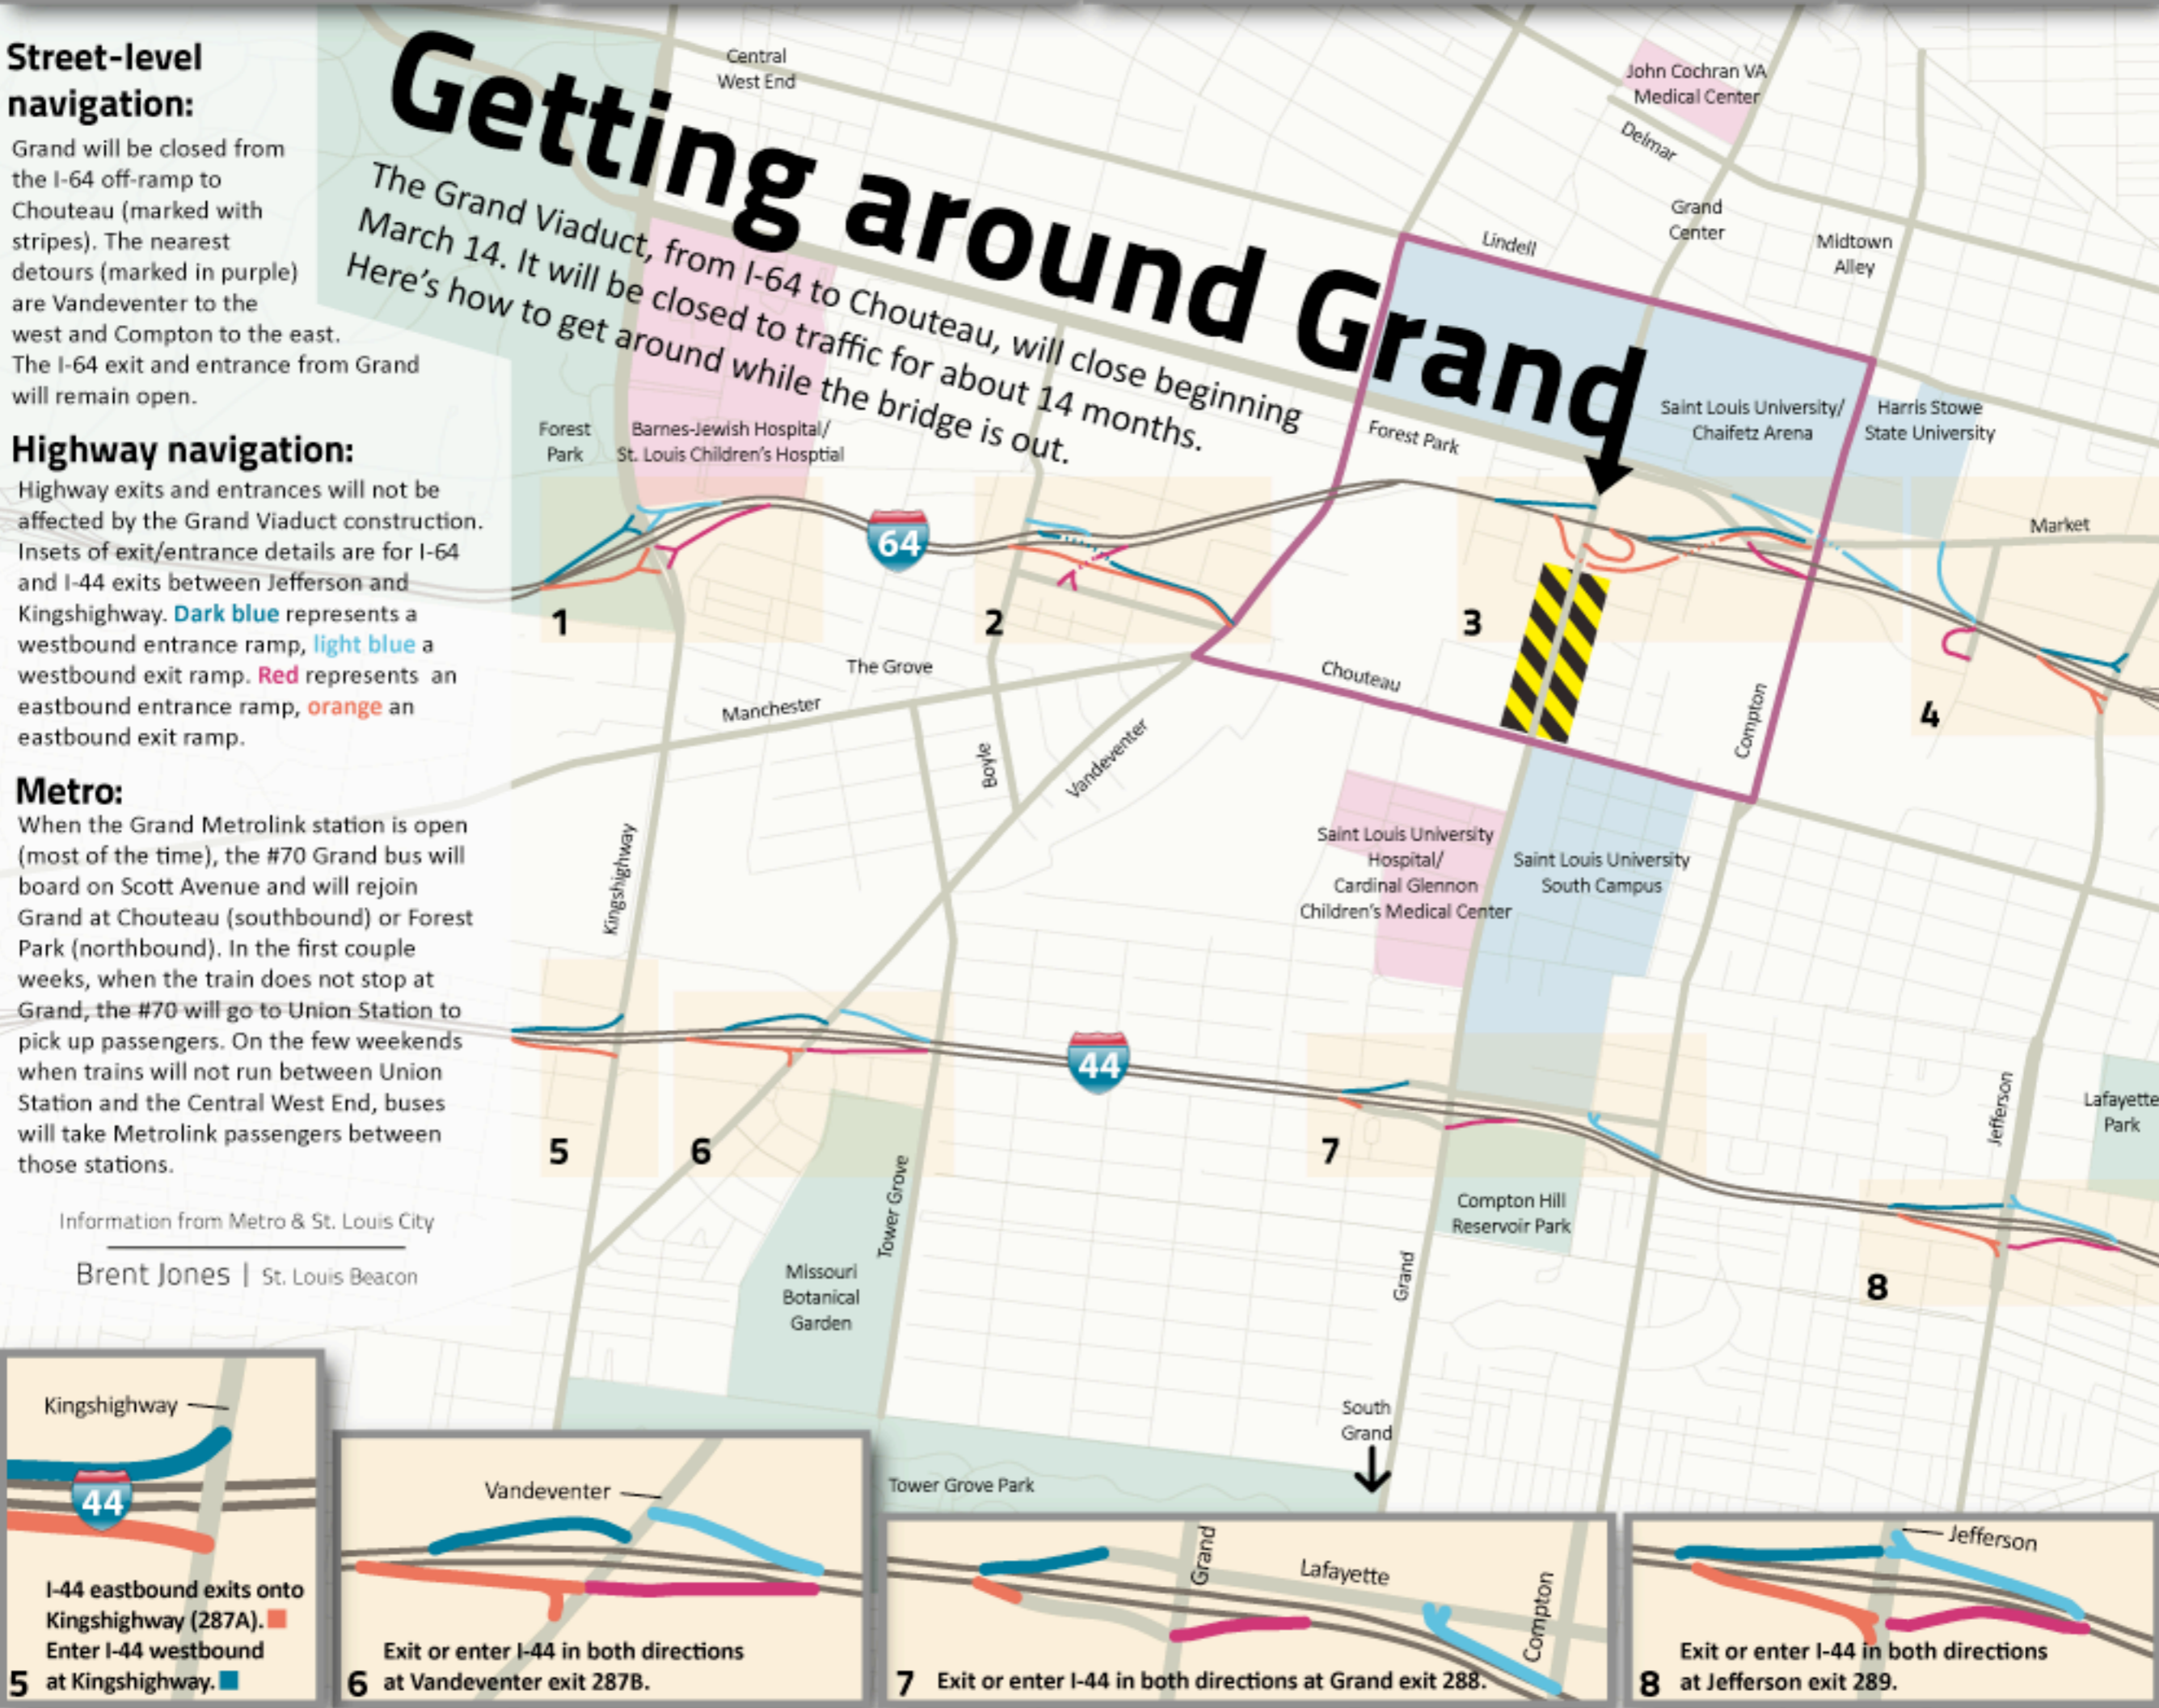 Getting around Grand
The Grand Viaduct, from I-64 to Chouteau, will close beginning
March 14. It will be closed to traffic for about 14 months.
Here's how to get around while the bridge is out.
Street-level
navigation:
Grand will be closed from
the I-64 off-ramp to
Chouteau (marked with
stripes). The nearest
detours (marked in purple)
are Vandeventer to the
west and Compton to the east.
The I-64 exit and entrance from Grand
will remain open.
Highway navigation:
Highway exits and entrances will not be
affected by the Grand Viaduct construction.
Insets of exit/entrance details are for I-64
and I-44 exits between Jefferson and
Kingshighway. Dark blue represents a
westbound entrance ramp, light blue a
westbound exit ramp. Red represents an
eastbound entrance ramp, orange an
eastbound exit ramp.
Metro:
When the Grand Metrolink station is open
(most of the time), the #70 Grand bus will
board on Scott Avenue and will rejoin
Grand at Chouteau (southbound) or Forest
Park (northbound). In the first couple
weeks, when the train does not stop at
Grand, the #70 will go to Union Station to
pick up passengers. On the few weekends
when trains will not run between Union
Station and the Central West End, buses
will take Metrolink passengers between
those stations.
Information from Metro & St. Louis City
Brent Jones | St. Louis Beacon
Central
West End
John Cochran VA
Medical Center
Delmar
Grand
Center
Midtown
Alley
Lindell
Forest
Park
Barnes-Jewish Hospital/
St. Louis Children's Hosptial
Forest Park
Saint Louis University/
Chaifetz Arena
Harris Stowe
State University
Market
64
1
2
3
4
The Grove
Manchester
Boyle
Vandeventer
Chouteau
Compton
Kingshighway
Saint Louis University
Hospital/
Cardinal Glennon
Children's Medical Center
Saint Louis University
South Campus
44
5
6
7
8
Jefferson
Lafayette
Park
Tower Grove
Missouri
Botanical
Garden
Compton Hill
Reservoir Park
Grand
South
Grand
Tower Grove Park
Kingshighway
44
I-44 eastbound exits onto
Kingshighway (287A).
Enter I-44 westbound
at Kingshighway.
5
Vandeventer
Exit or enter I-44 in both directions
at Vandeventer exit 287B.
6
Grand
Lafayette
Compton
7
Exit or enter I-44 in both directions at Grand exit 288.
Jefferson
Exit or enter I-44 in both directions
at Jefferson exit 289.
8